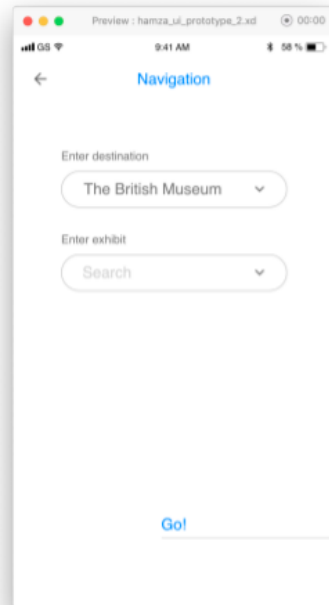 Preview : hamza_ui_prototype_2.xd 00:00
GS 9:41 AM 58 %
Navigation
Enter destination
The British Museum
Enter exhibit
Search
Go!